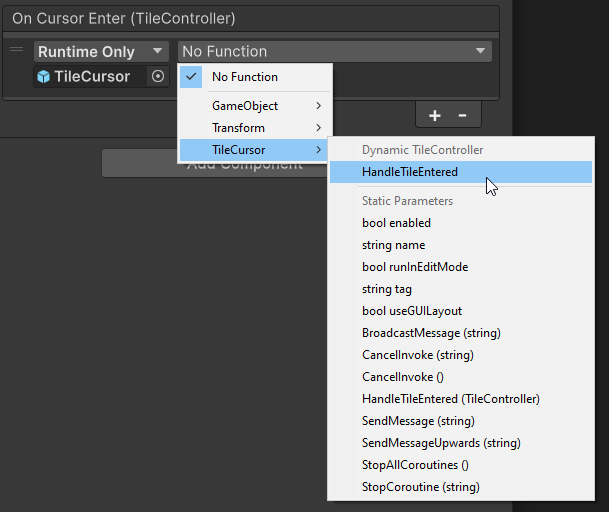 On Cursor Enter (TileController)
Runtime Only
No Function
TileCursor
No Function
GameObject
Transform
TileCursor
+ -
Add Component
Dynamic TileController
HandleTileEntered
Static Parameters
bool enabled
string name
bool runInEditMode
string tag
bool useGUILayout
BroadcastMessage (string)
CancelInvoke (string)
CancelInvoke ()
HandleTileEntered (TileController)
SendMessage (string)
SendMessageUpwards (string)
StopAllCoroutines ()
StopCoroutine (string)